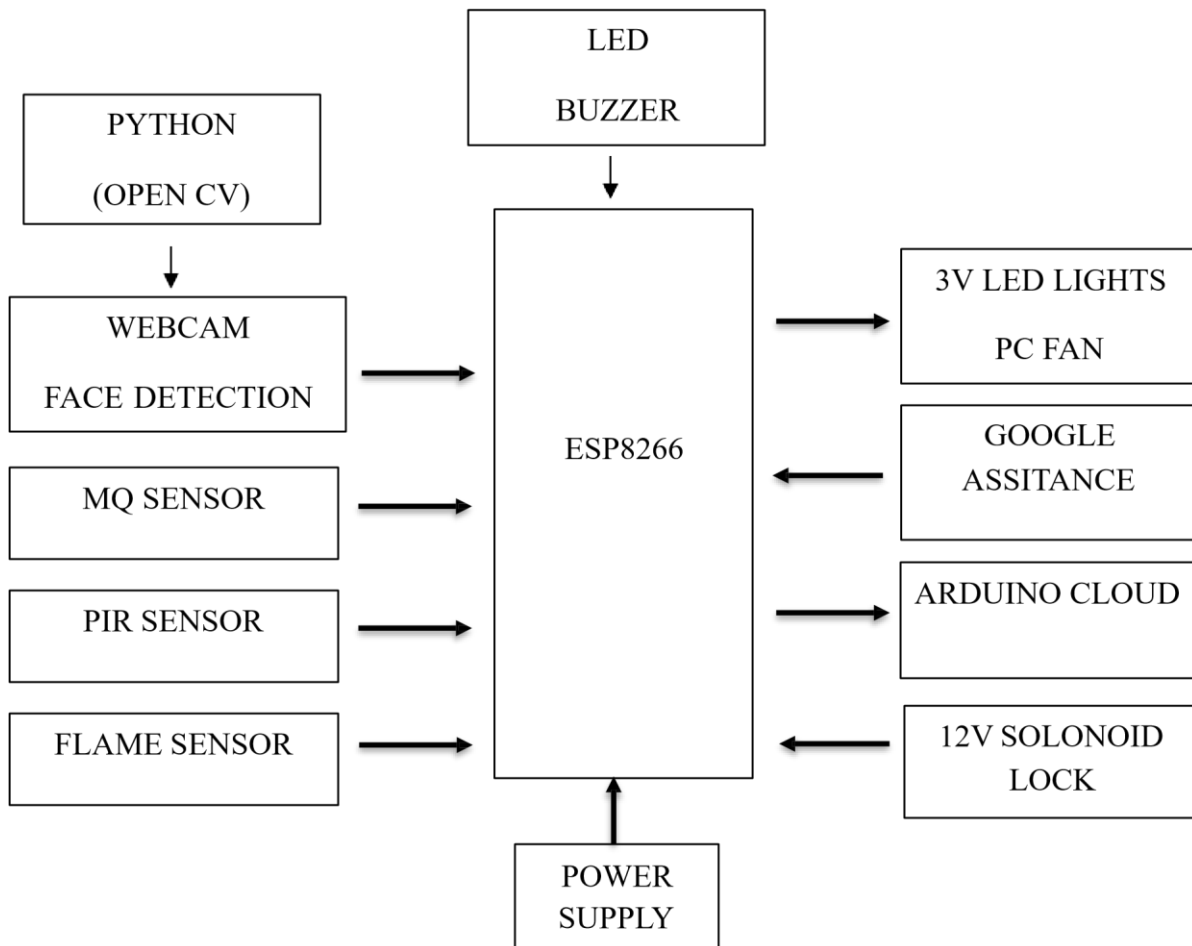 LED
BUZZER
PYTHON
(OPEN CV)
WEBCAM
FACE DETECTION
MQ SENSOR
PIR SENSOR
FLAME SENSOR
ESP8266
3V LED LIGHTS
PC FAN
GOOGLE
ASSITANCE
ARDUINO CLOUD
12V SOLONOID
LOCK
POWER
SUPPLY